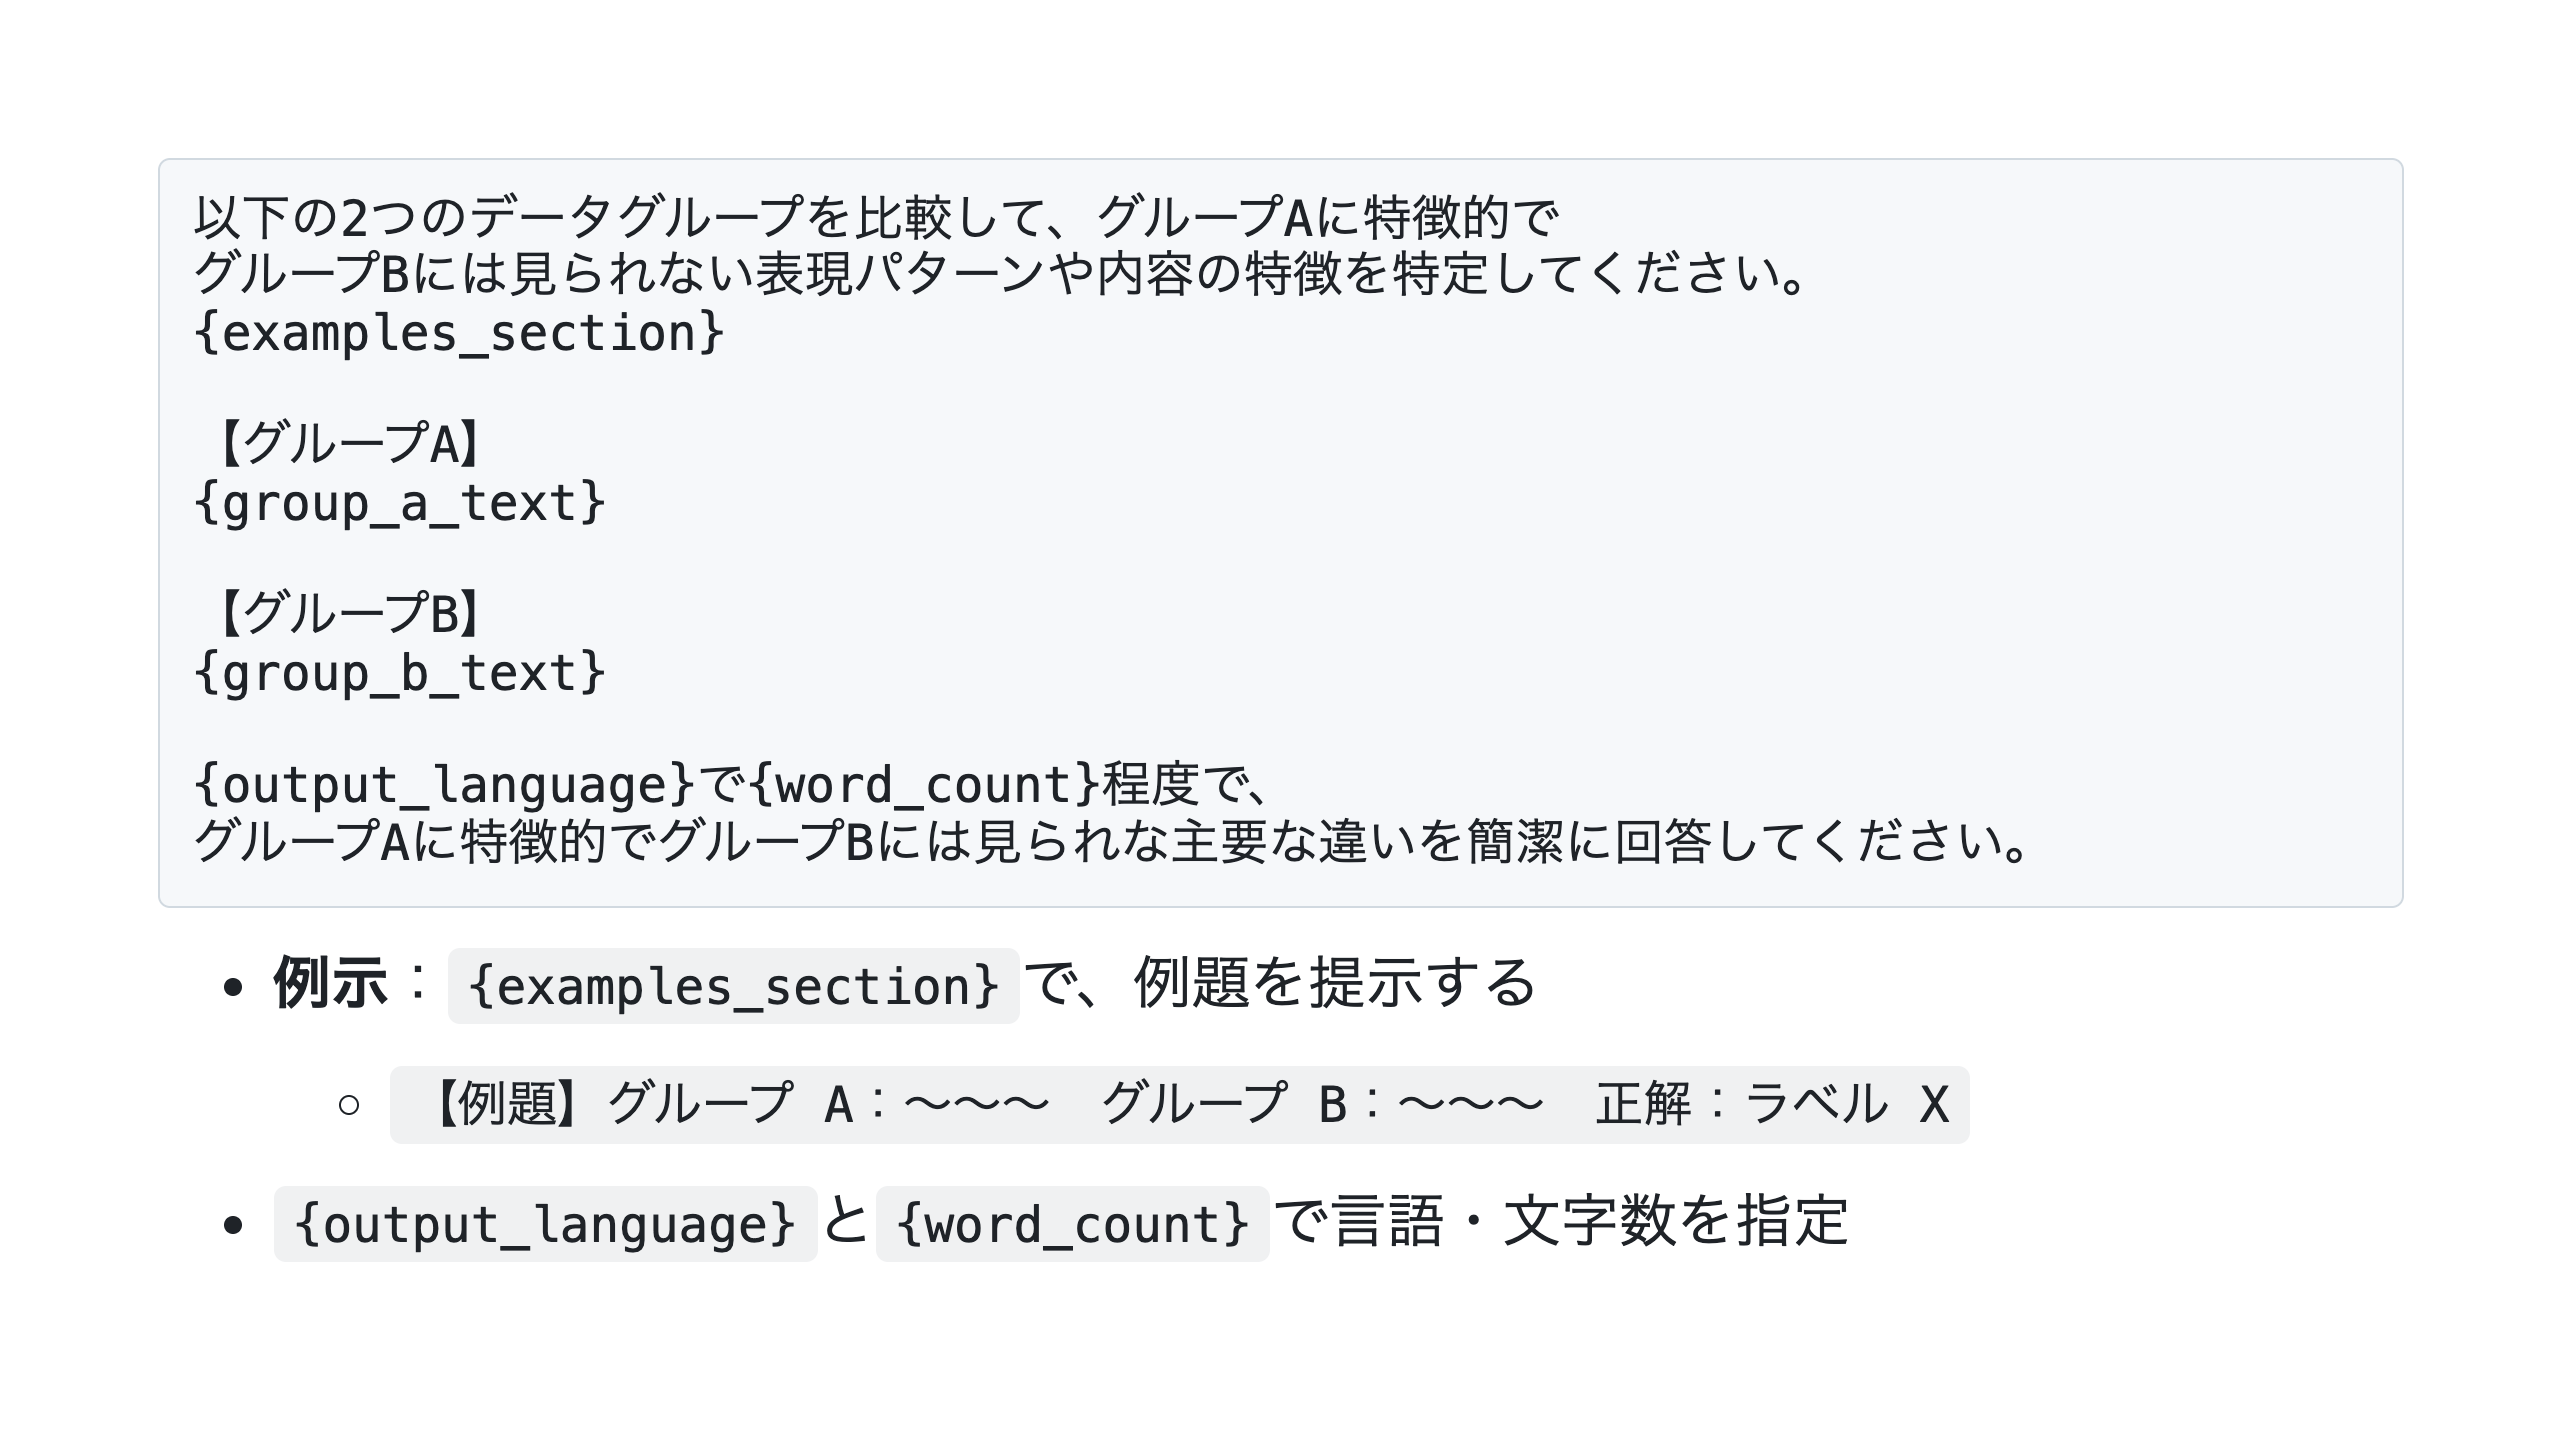 以下の2つのデータグループを比較して、グループAに特徴的で
グループBには見られない表現パターンや内容の特徴を特定してください。
{examples_section}
【グループA】
{group_a_text}
【グループB】
{group_b_text}
{output_language}で{word_count}程度で、
グループAに特徴的でグループBには見られな主要な違いを簡潔に回答してください。
• 例示：{examples_section}で、例題を提示する
○ 【例題】グループ A：〜〜〜　グループ B：〜〜〜　正解：ラベル X
• {output_language}と{word_count}で言語・文字数を指定